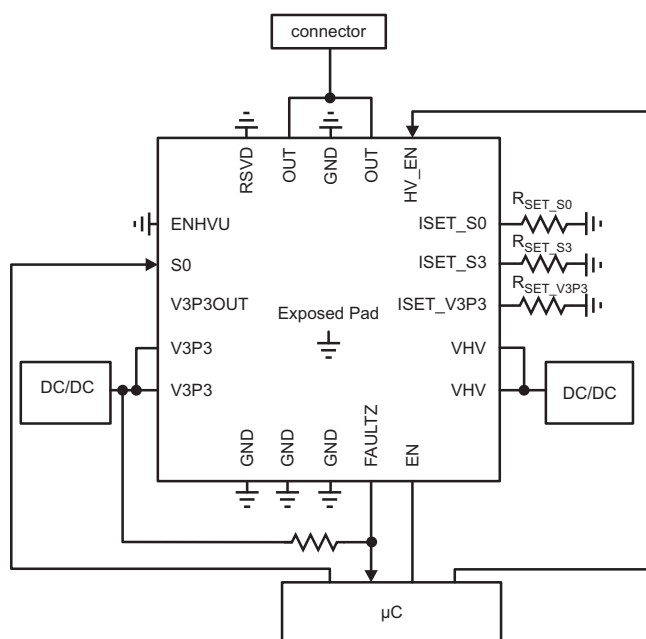 connector
RSVD
OUT
GND
OUT
HV_EN
ENHVU
S0
V3P3OUT
V3P3
V3P3
ISET_S0
ISET_S3
ISET_V3P3
VHV
VHV
RSET_S0
RSET_S3
RSET_V3P3
Exposed Pad
DC/DC
DC/DC
GND
GND
GND
FAULTZ
EN
µC